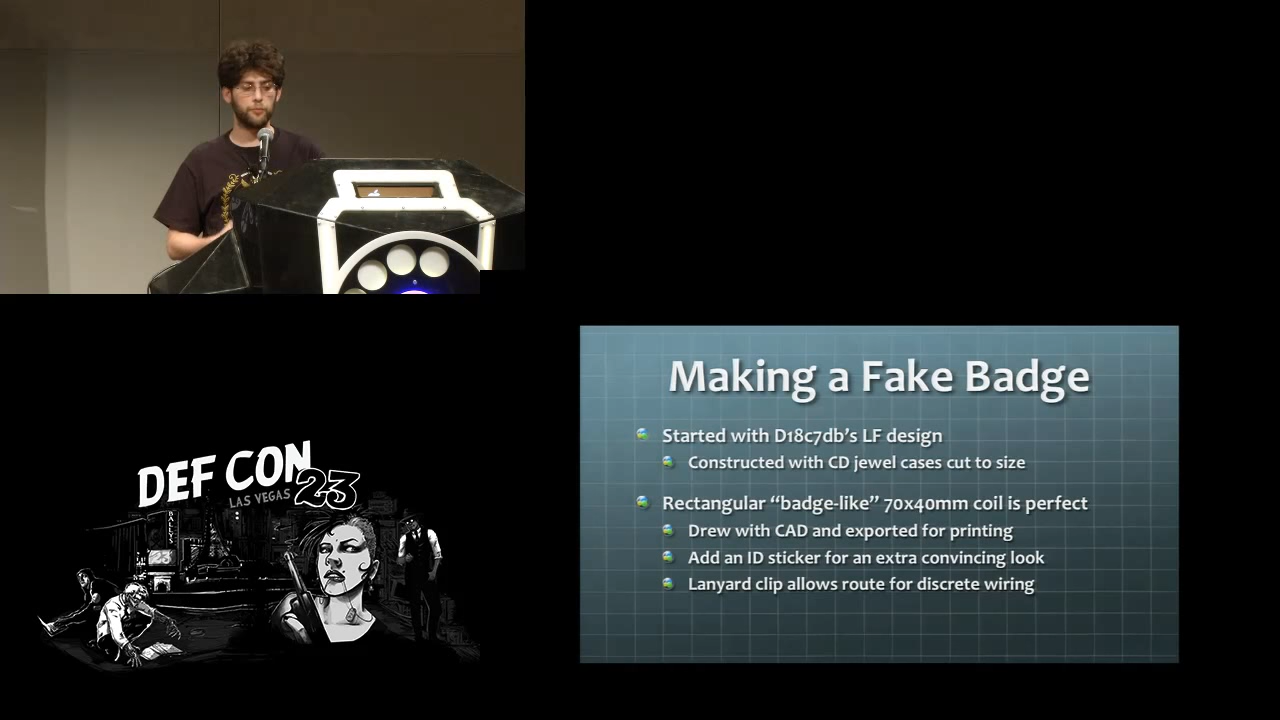 Making a Fake Badge
Started with D18c7db’s LF design
Constructed with CD jewel cases cut to size
Rectangular “badge-like” 70x40mm coil is perfect
Drew with CAD and exported for printing
Add an ID sticker for an extra convincing look
Lanyard clip allows route for discrete wiring
DEF CON
LAS VEGAS 23
BALLY'S
23